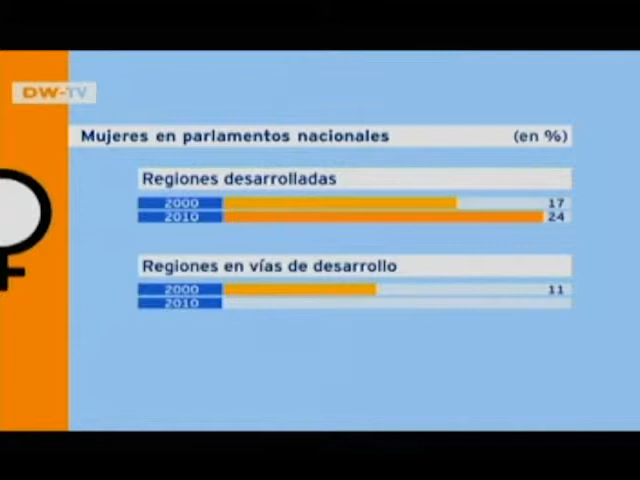 DW-TV
Mujeres en parlamentos nacionales (en %)
Regiones desarrolladas
2000 17
2010 24
Regiones en vías de desarrollo
2000 11
2010